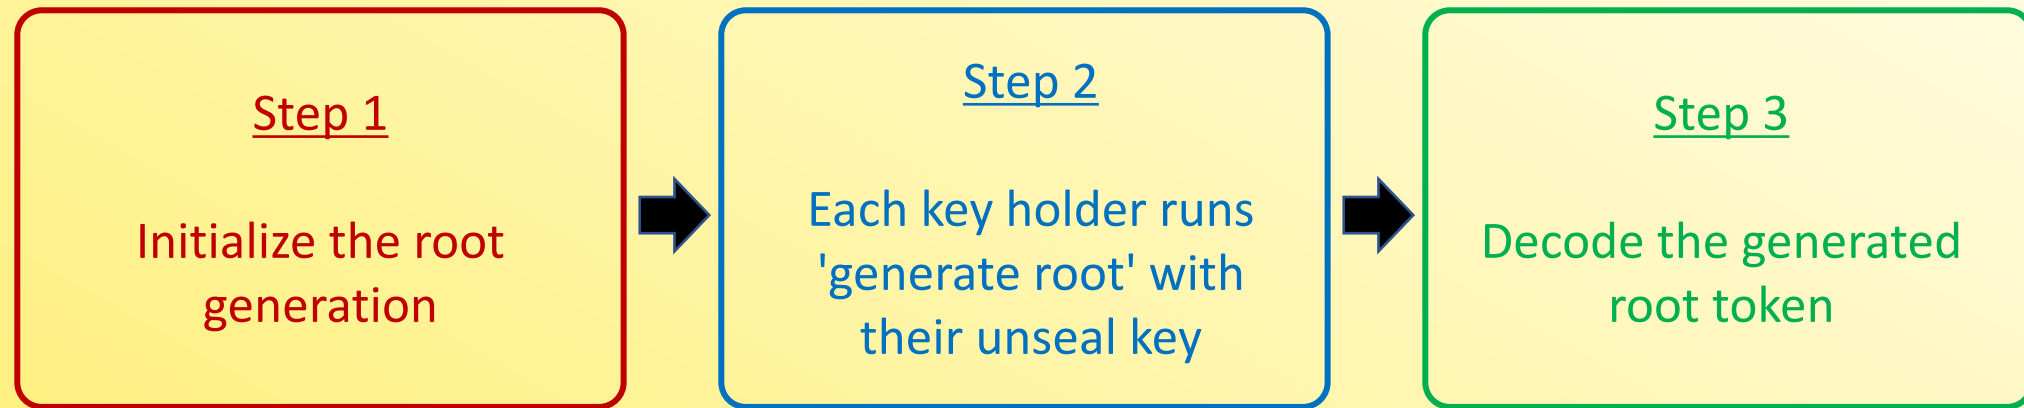 Step 1
Initialize the root
generation
Step 2
Each key holder runs
'generate root' with
their unseal key
Step 3
Decode the generated
root token